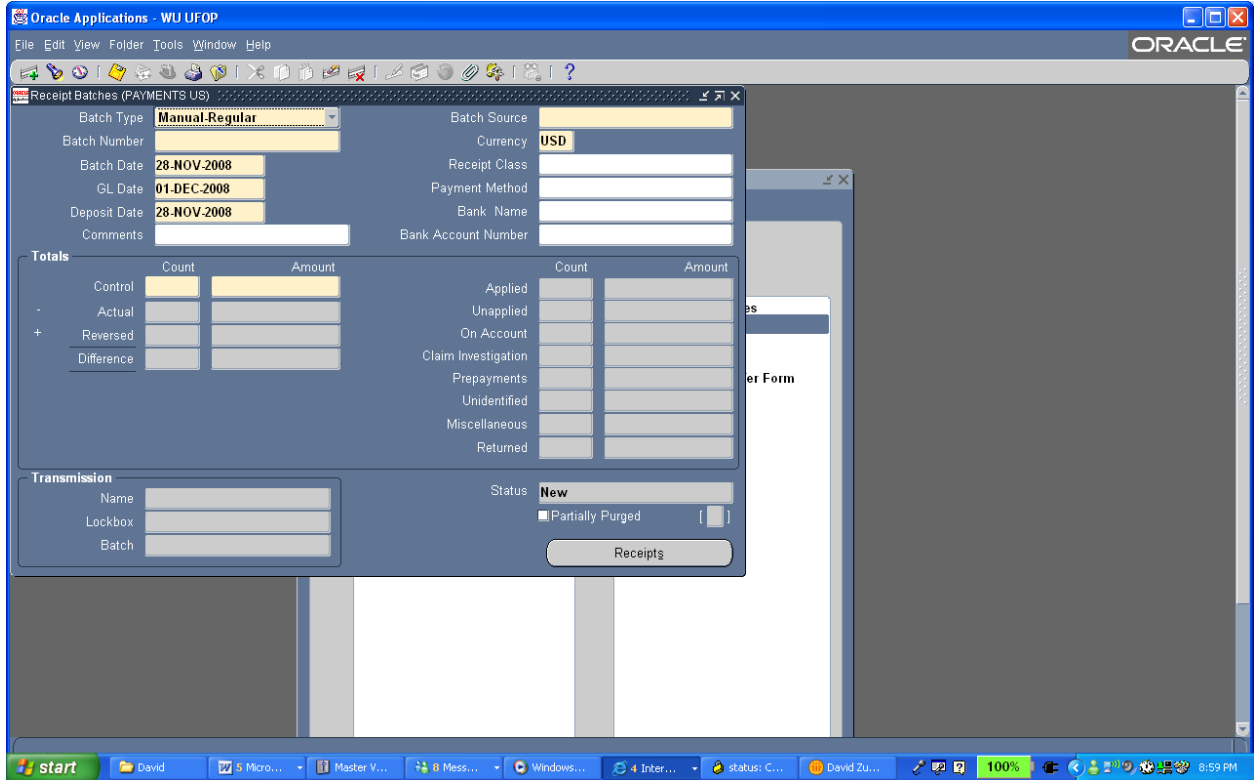 Oracle Applications - WU UFOP
File Edit View Folder Tools Window Help
ORACLE
Receipt Batches (PAYMENTS US)
Batch Type Manual-Regular Batch Source
Batch Number Currency USD
Batch Date 28-NOV-2008 Receipt Class
GL Date 01-DEC-2008 Payment Method
Deposit Date 28-NOV-2008 Bank Name
Comments Bank Account Number
Totals
Count Amount Count Amount
Control Applied
- Actual Unapplied
+ Reversed On Account
Difference Claim Investigation
Prepayments
Unidentified
Miscellaneous
Returned
es
er Form
Transmission
Name Status New
Lockbox Partially Purged [ ]
Batch Receipts
start David 5 Micro... Master V... 8 Mess... Windows... 4 Inter... status: C... David Zu... 100% 8:59 PM